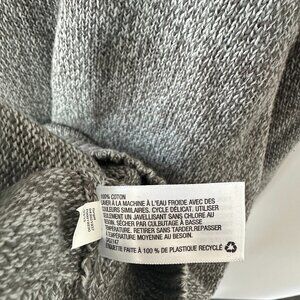 100% COTON
LAVER À LA MACHINE À L'EAU FROIDE AVEC DES
COULEURS SIMILAIRES. CYCLE DÉLICAT. UTILISER
SEULEMENT UN JAVELLISANT SANS CHLORE AU
BESOIN. SÉCHER PAR CULBUTAGE À BASSE
TEMPÉRATURE. RETIRER SANS TARDER. REPASSER
TEMPÉRATURE MOYENNE AU BESOIN.
ÉTIQUETTE FAITE À 100 % DE PLASTIQUE RECYCLÉ